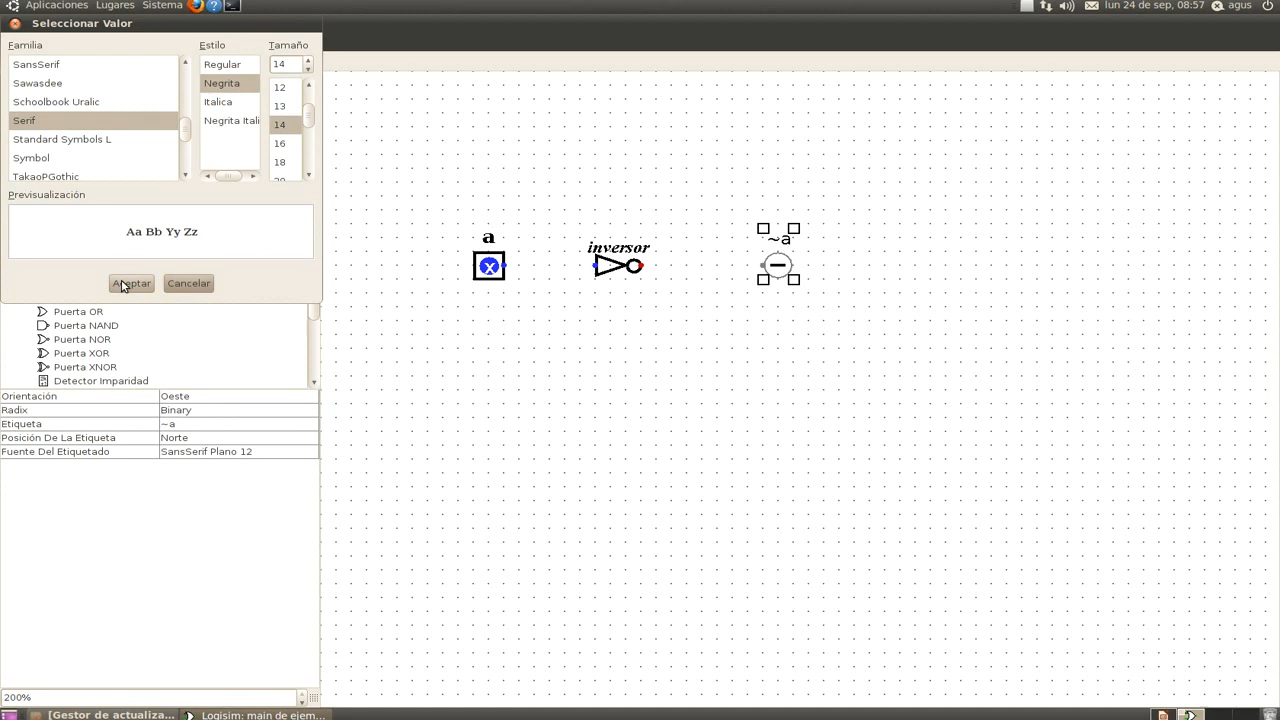 Aplicaciones Lugares Sistema
lun 24 de sep, 08:57 agus
Seleccionar Valor
Familia
Estilo
Tamaño
SansSerif
Sawasdee
Schoolbook Uralic
Serif
Standard Symbols L
Symbol
TakaoPGothic
Regular
Negrita
Italica
Negrita Itali
14
12
13
14
16
18
20
Previsualización
Aa Bb Yy Zz
Aceptar
Cancelar
a
x
inversor
~a
Puerta OR
Puerta NAND
Puerta NOR
Puerta XOR
Puerta XNOR
Detector Imparidad
Orientación Oeste
Radix Binary
Etiqueta ~a
Posición De La Etiqueta Norte
Fuente Del Etiquetado SansSerif Plano 12
200%
[Gestor de actualiza...
Logisim: main de ejem...